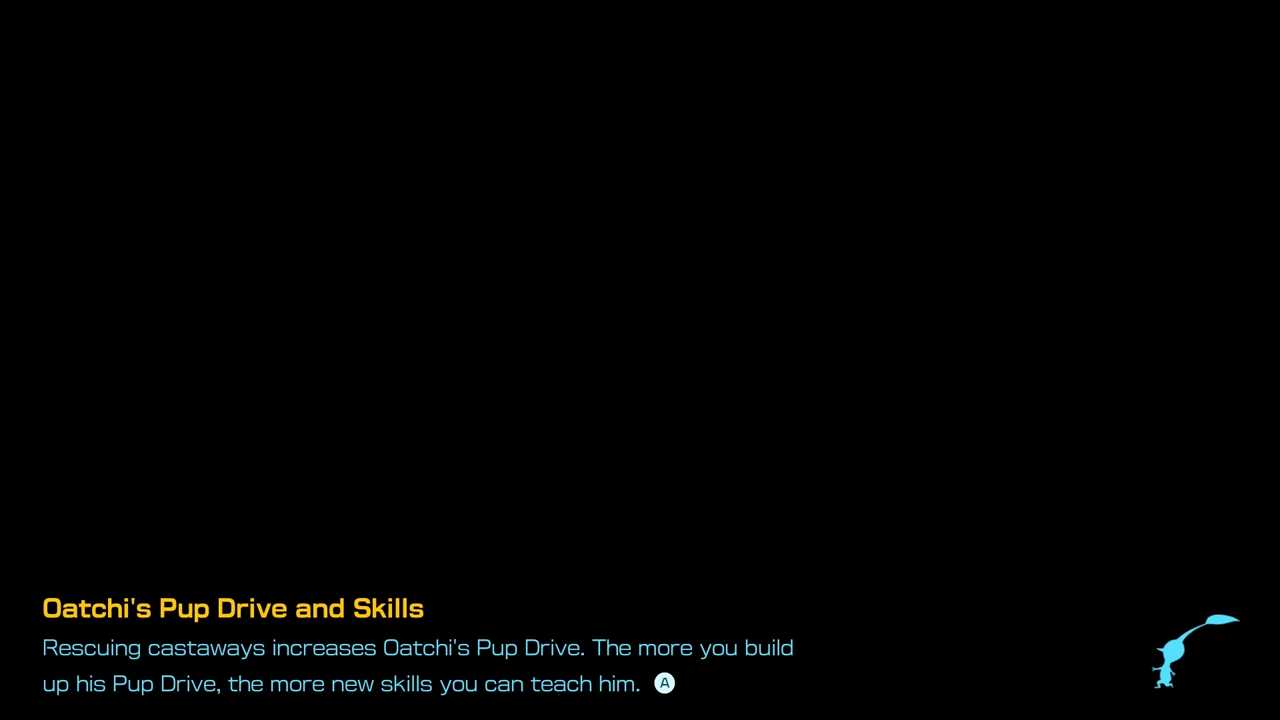 Oatchi's Pup Drive and Skills
Rescuing castaways increases Oatchi's Pup Drive. The more you build
up his Pup Drive, the more new skills you can teach him. A